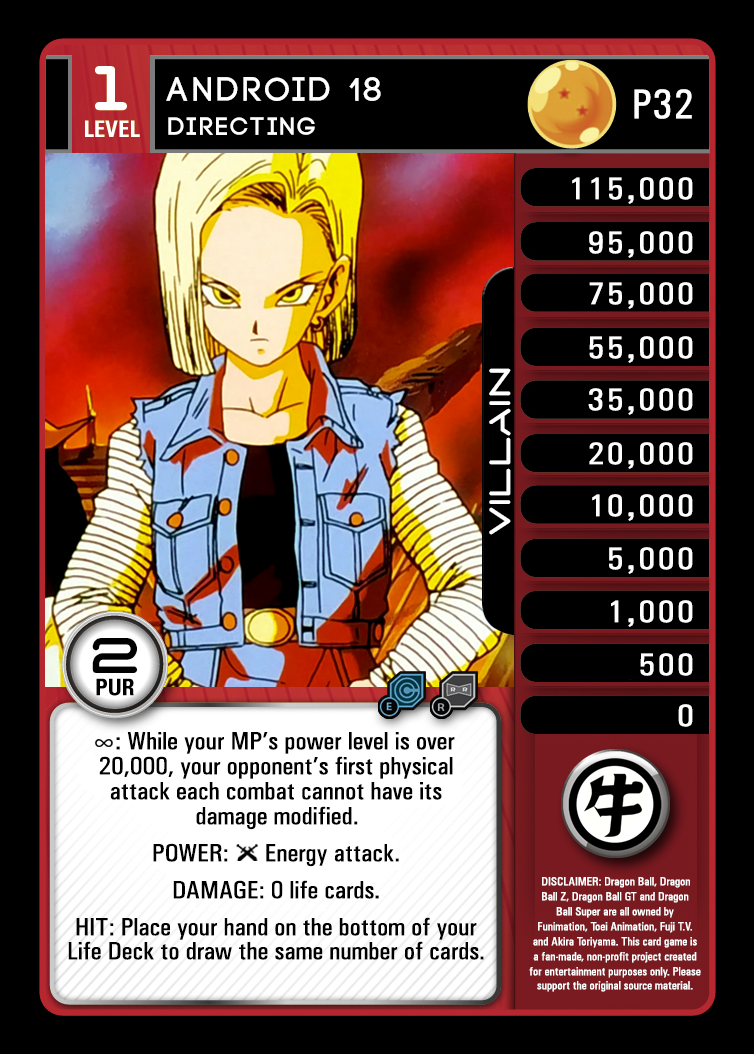 1
LEVEL
ANDROID 18
DIRECTING
P32
115,000
95,000
75,000
55,000
35,000
20,000
10,000
5,000
1,000
500
0
VILLAIN
2
PUR
E
R
RR
∞: While your MP's power level is over
20,000, your opponent's first physical
attack each combat cannot have its
damage modified.
POWER: Energy attack.
DAMAGE: 0 life cards.
HIT: Place your hand on the bottom of your
Life Deck to draw the same number of cards.
牛
DISCLAIMER: Dragon Ball, Dragon
Ball Z, Dragon Ball GT and Dragon
Ball Super are all owned by
Funimation, Toei Animation, Fuji T.V.
and Akira Toriyama. This card game is
a fan-made, non-profit project created
for entertainment purposes only. Please
support the original source material.